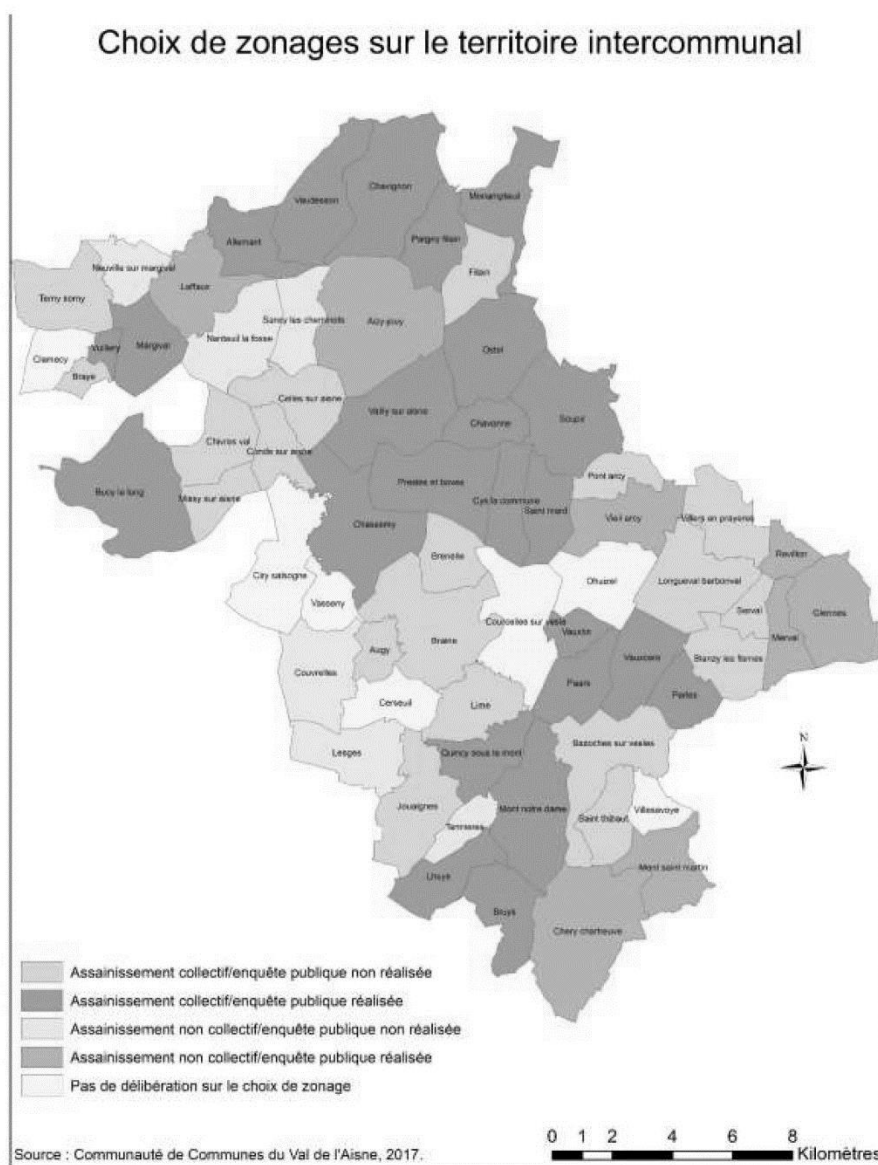 Choix de zonages sur le territoire intercommunal
Chavignon
Vaudesson
Monampteuil
Allemant
Pargny filain
Filain
Neuville sur margival
Laffaux
Terny sorny
Sancy les cheminots
Aizy jouy
Nanteuil la fosse
Ostel
Clamecy
Vuillery
Margival
Braye
Celles sur aisne
Vailly sur aisne
Chavonne
Soupir
Chivres val
Conde sur aisne
Pont arcy
Bucy le long
Missy sur aisne
Presles et boves
Cys la commune
Saint mard
Vieil arcy
Villers en prayeres
Chassemy
Brenelle
Revillon
Ciry salsogne
Dhuizel
Longueval barbonval
Vasseny
Serval
Glennes
Courcelles sur vesle
Merval
Augy
Braine
Vauxtin
Vauxcere
Blanzy les fismes
Couvrelles
Paars
Perles
Cerseuil
Lime
Lesges
Quincy sous le mont
Bazoches sur vesles
N
Jouaignes
Mont notre dame
Saint thibaut
Villesavoye
Tannieres
Mont saint martin
Lhuys
Bruys
Chery chartreuve
Assainissement collectif/enquête publique non réalisée
Assainissement collectif/enquête publique réalisée
Assainissement non collectif/enquête publique non réalisée
Assainissement non collectif/enquête publique réalisée
Pas de délibération sur le choix de zonage
0 1 2 4 6 8
Kilomètres
Source : Communauté de Communes du Val de l'Aisne, 2017.